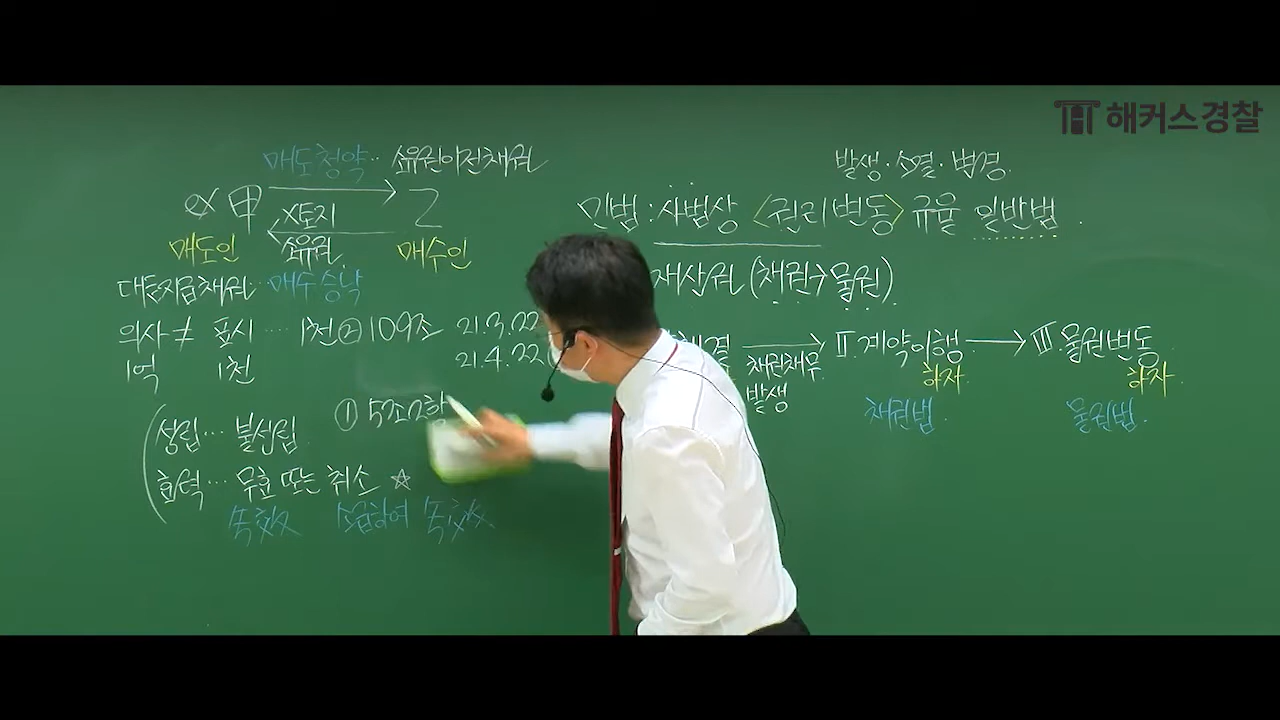 해커스경찰
매도청약… 소유권이전채권
甲 → 乙
X토지
소유권
매도인
매수인
대금지급채권… 매수승낙
의사 ≠ 표시 … 1천 ② 109조
21.3.22
21.4.22
1억 1천
성립… 불성립
① 5조2항
효력… 무효 또는 취소 ☆
소급하여
발생·소멸·변경
민법 : 사법상 <권리변동> 규율 일반법.
재산권 (채권→물권)
체결 → Ⅱ.계약이행 → Ⅲ.물권변동
채권채무
발생
하자. 하자.
채권법. 물권법.